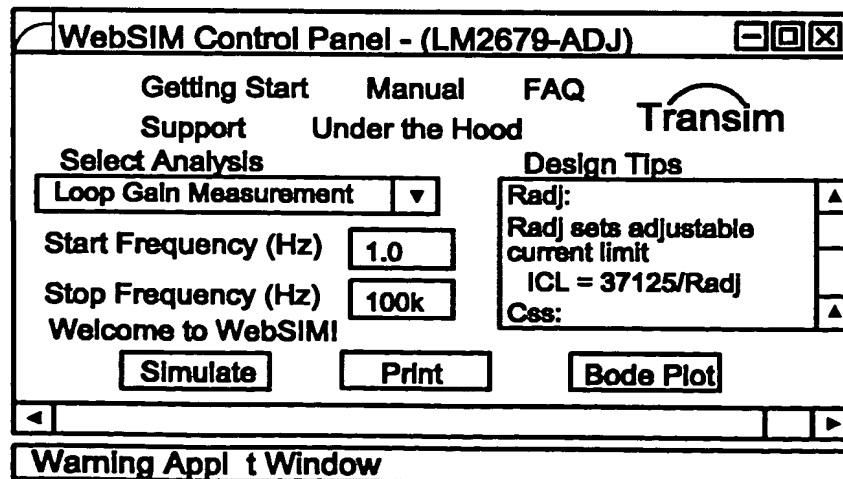 WebSIM Control Panel - (LM2679-ADJ)
Getting Start Manual FAQ
Support Under the Hood
Transim
Select Analysis
Loop Gain Measurement
Start Frequency (Hz) 1.0
Stop Frequency (Hz) 100k
Welcome to WebSIM!
Design Tips
Radj:
Radj sets adjustable
current limit
ICL = 37125/Radj
Css:
Simulate Print Bode Plot
Warning Appl t Window